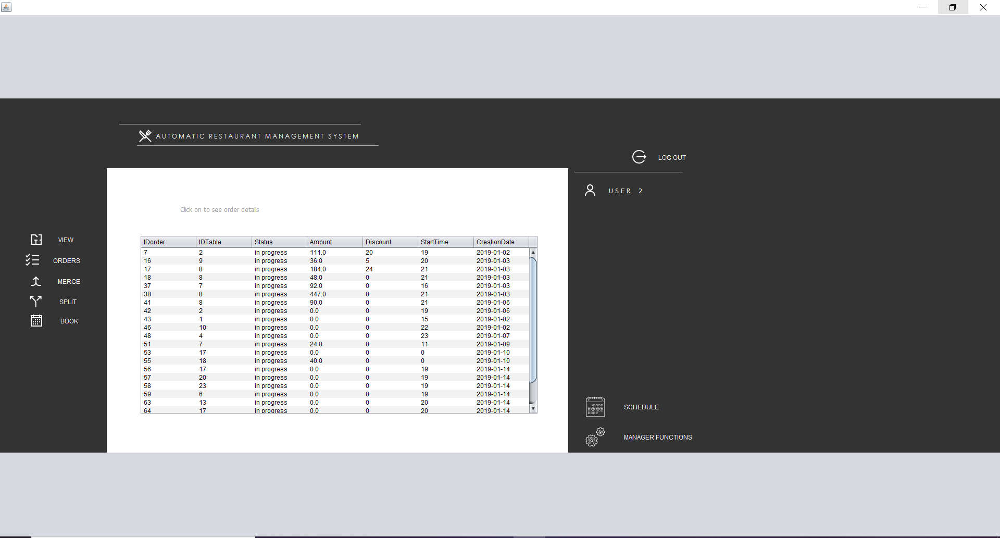 AUTOMATIC RESTAURANT MANAGEMENT SYSTEM
LOG OUT
USER 2
Click on to see order details
VIEW
ORDERS
MERGE
SPLIT
BOOK
IDorder IDTable Status Amount Discount StartTime CreationDate
7 2 in progress 111.0 20 19 2019-01-02
16 9 in progress 36.0 5 20 2019-01-03
17 8 in progress 184.0 24 21 2019-01-03
18 8 in progress 48.0 0 21 2019-01-03
37 7 in progress 92.0 0 16 2019-01-03
38 8 in progress 447.0 0 21 2019-01-03
41 8 in progress 90.0 0 21 2019-01-06
42 2 in progress 0.0 0 19 2019-01-06
43 1 in progress 0.0 0 15 2019-01-02
46 10 in progress 0.0 0 22 2019-01-02
48 4 in progress 0.0 0 23 2019-01-07
51 7 in progress 24.0 0 11 2019-01-09
53 17 in progress 0.0 0 0 2019-01-10
55 18 in progress 40.0 0 0 2019-01-10
56 17 in progress 0.0 0 19 2019-01-14
57 20 in progress 0.0 0 19 2019-01-14
58 23 in progress 0.0 0 19 2019-01-14
59 6 in progress 0.0 0 19 2019-01-14
63 13 in progress 0.0 0 20 2019-01-14
64 17 in progress 0.0 0 20 2019-01-14
SCHEDULE
MANAGER FUNCTIONS